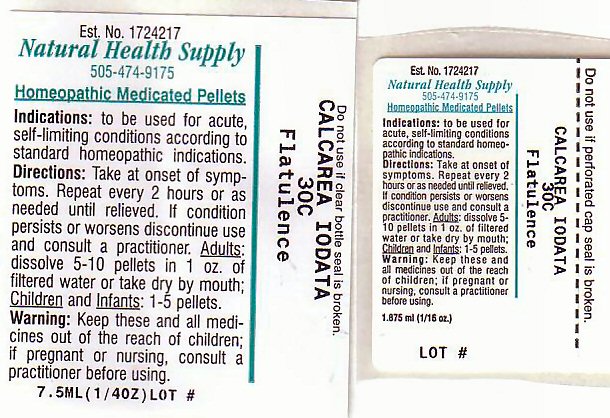 Est. No. 1724217
Natural Health Supply
505-474-9175
Homeopathic Medicated Pellets
Indications: to be used for acute,
self-limiting conditions according to
standard homeopathic indications.
Directions: Take at onset of symp-
toms. Repeat every 2 hours or as
needed until relieved. If condition
persists or worsens discontinue use
and consult a practitioner. Adults:
dissolve 5-10 pellets in 1 oz. of
filtered water or take dry by mouth;
Children and Infants: 1-5 pellets.
Warning: Keep these and all medi-
cines out of the reach of children;
if pregnant or nursing, consult a
practitioner before using.
7.5ML(1/4OZ)LOT #
Do not use if clear bottle seal is broken.
CALCAREA IODATA
30C
Flatulence
Est. No. 1724217
Natural Health Supply
505-474-9175
Homeopathic Medicated Pellets
Indications: to be used for
acute, self-limiting conditions
according to standard homeo-
pathic indications.
Directions: Take at onset of
symptoms. Repeat every 2
hours or as needed until relieved.
If condition persists or worsens
discontinue use and consult a
practitioner. Adults: dissolve 5-
10 pellets in 1 oz. of filtered
water or take dry by mouth;
Children and Infants: 1-5 pellets.
Warning: Keep these and
all medicines out of the reach
of children; if pregnant or
nursing, consult a practitioner
before using.
1.875 ml (1/16 oz.)
LOT #
Do not use if perforated cap seal is broken.
CALCAREA IODATA
30C
Flatulence